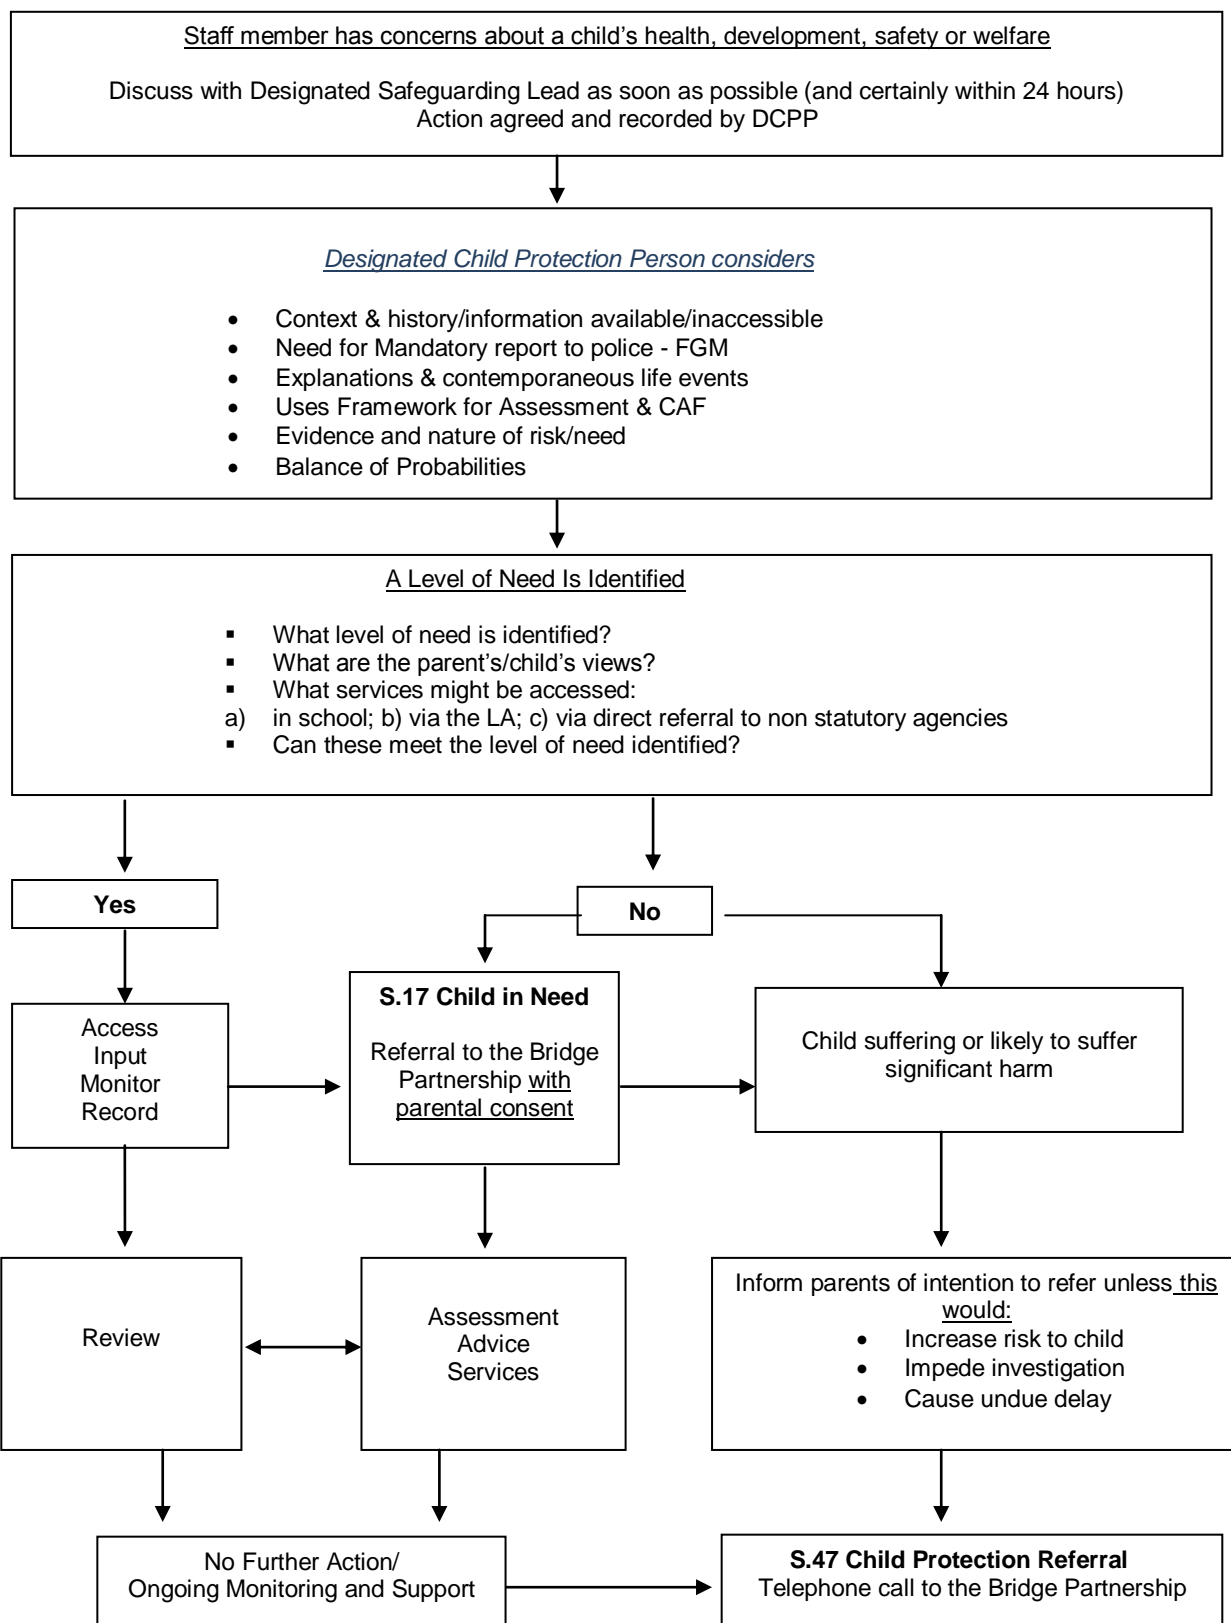 Staff member has concerns about a child’s health, development, safety or welfare
Discuss with Designated Safeguarding Lead as soon as possible (and certainly within 24 hours)
Action agreed and recorded by DCPP
Designated Child Protection Person considers
• Context & history/information available/inaccessible
• Need for Mandatory report to police - FGM
• Explanations & contemporaneous life events
• Uses Framework for Assessment & CAF
• Evidence and nature of risk/need
• Balance of Probabilities
A Level of Need Is Identified
▪ What level of need is identified?
▪ What are the parent’s/child’s views?
▪ What services might be accessed:
a) in school; b) via the LA; c) via direct referral to non statutory agencies
▪ Can these meet the level of need identified?
Yes
No
Access
Input
Monitor
Record
S.17 Child in Need
Referral to the Bridge
Partnership with
parental consent
Child suffering or likely to suffer
significant harm
Review
Assessment
Advice
Services
Inform parents of intention to refer unless this
would:
• Increase risk to child
• Impede investigation
• Cause undue delay
No Further Action/
Ongoing Monitoring and Support
S.47 Child Protection Referral
Telephone call to the Bridge Partnership